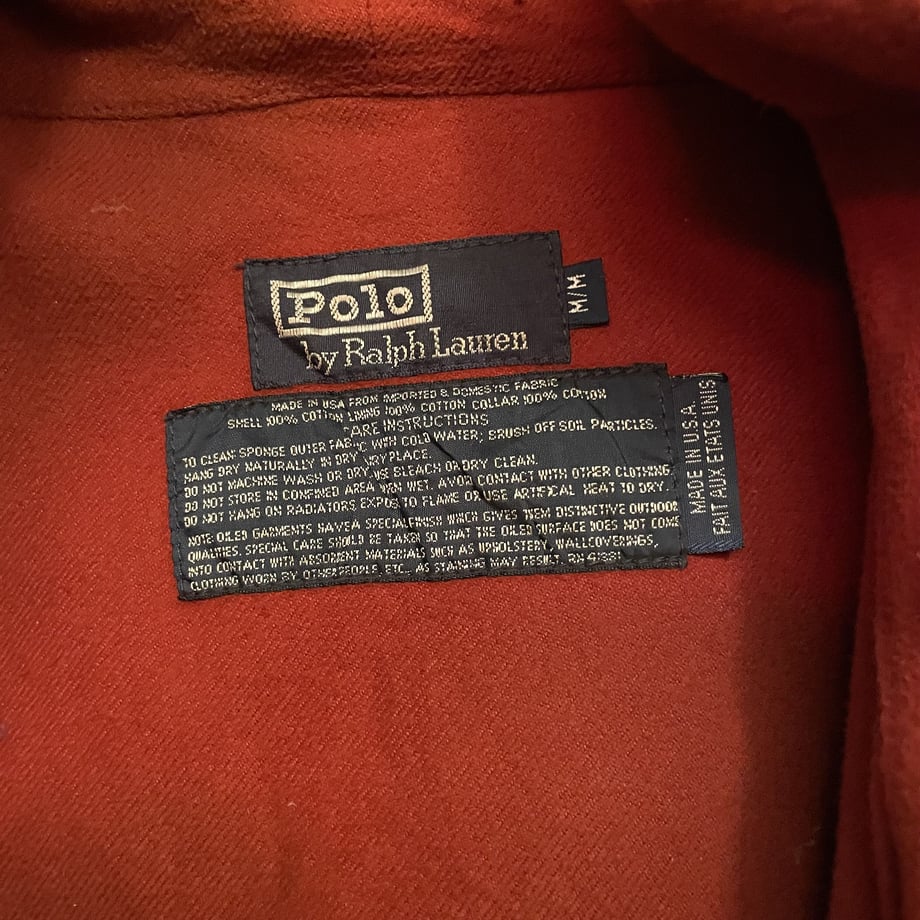 Polo
by Ralph Lauren
M/M
MADE IN USA FROM IMPORTED & DOMESTIC FABRIC
SHELL 100% COTTON LINING 100% COTTON COLLAR 100% COTTON
ARE INSTRUCTIONS
TO CLEAN: SPONGE OUTER FABRIC WITH COLD WATER; BRUSH OFF SOIL PARTICLES.
HANG DRY NATURALLY IN DRY, AIRY PLACE.
DO NOT MACHINE WASH OR DRY, USE BLEACH OR DRY CLEAN.
DO NOT STORE IN CONFINED AREA WHEN WET. AVOID CONTACT WITH OTHER CLOTHING.
DO NOT HANG ON RADIATORS, EXPOSE TO FLAME OR USE ARTIFICAL HEAT TO DRY.
NOTE: OILED GARMENTS HAVE A SPECIAL FINISH WHICH GIVES THEM DISTINCTIVE OUTDOOR
QUALITIES. SPECIAL CARE SHOULD BE TAKEN SO THAT THE OILED SURFACE DOES NOT COME
INTO CONTACT WITH ABSORBENT MATERIALS SUCH AS UPHOLSTERY, WALLCOVERINGS,
CLOTHING WORN BY OTHER PEOPLE, ETC., AS STAINING MAY RESULT. RN 41381
MADE IN U.S.A.
FAIT AUX ETATS UNIS